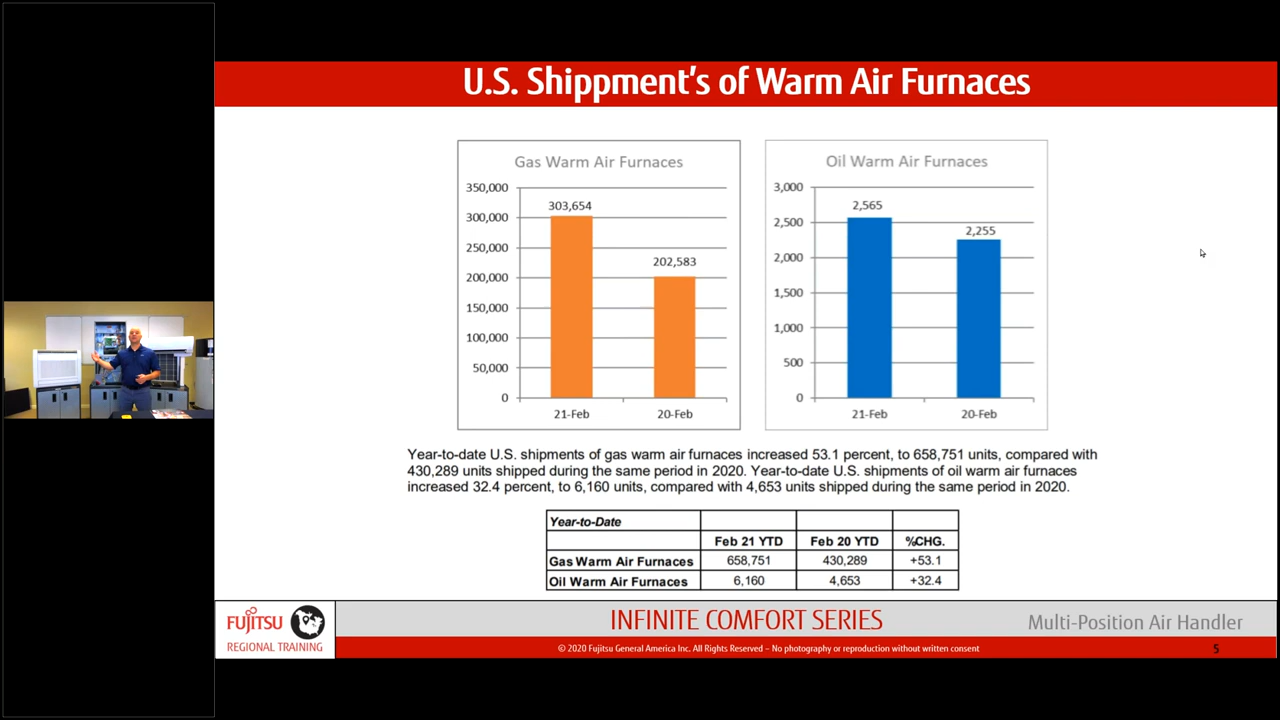 U.S. Shippment's of Warm Air Furnaces
Gas Warm Air Furnaces
350,000
300,000
250,000
200,000
150,000
100,000
50,000
0
303,654
202,583
21-Feb
20-Feb
Oil Warm Air Furnaces
3,000
2,500
2,000
1,500
1,000
500
0
2,565
2,255
21-Feb
20-Feb
Year-to-date U.S. shipments of gas warm air furnaces increased 53.1 percent, to 658,751 units, compared with
430,289 units shipped during the same period in 2020. Year-to-date U.S. shipments of oil warm air furnaces
increased 32.4 percent, to 6,160 units, compared with 4,653 units shipped during the same period in 2020.
Year-to-Date
Feb 21 YTD Feb 20 YTD %CHG.
Gas Warm Air Furnaces 658,751 430,289 +53.1
Oil Warm Air Furnaces 6,160 4,653 +32.4
FUJITSU
REGIONAL TRAINING
INFINITE COMFORT SERIES
Multi-Position Air Handler
© 2020 Fujitsu General America Inc. All Rights Reserved – No photography or reproduction without written consent
5